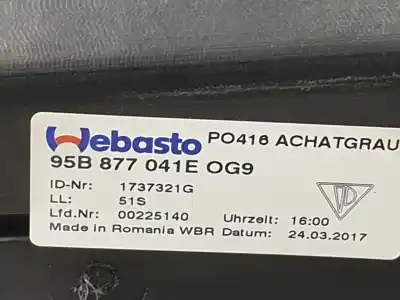 Webasto PO416 ACHATGRAU
95B 877 041E OG9
ID-Nr: 1737321G
LL: 51S
Lfd.Nr: 00225140 Uhrzeit: 16:00
Made in Romania WBR Datum: 24.03.2017